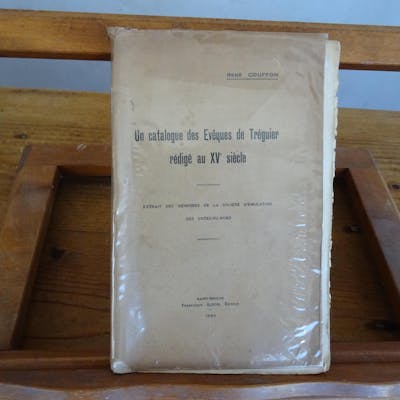 RENÉ COUFFON
Un catalogue des Evêques de Tréguier
rédigé au XVe siècle
EXTRAIT DES MÉMOIRES DE LA SOCIÉTÉ D'ÉMULATION
DES COTES-DU-NORD
SAINT-BRIEUC